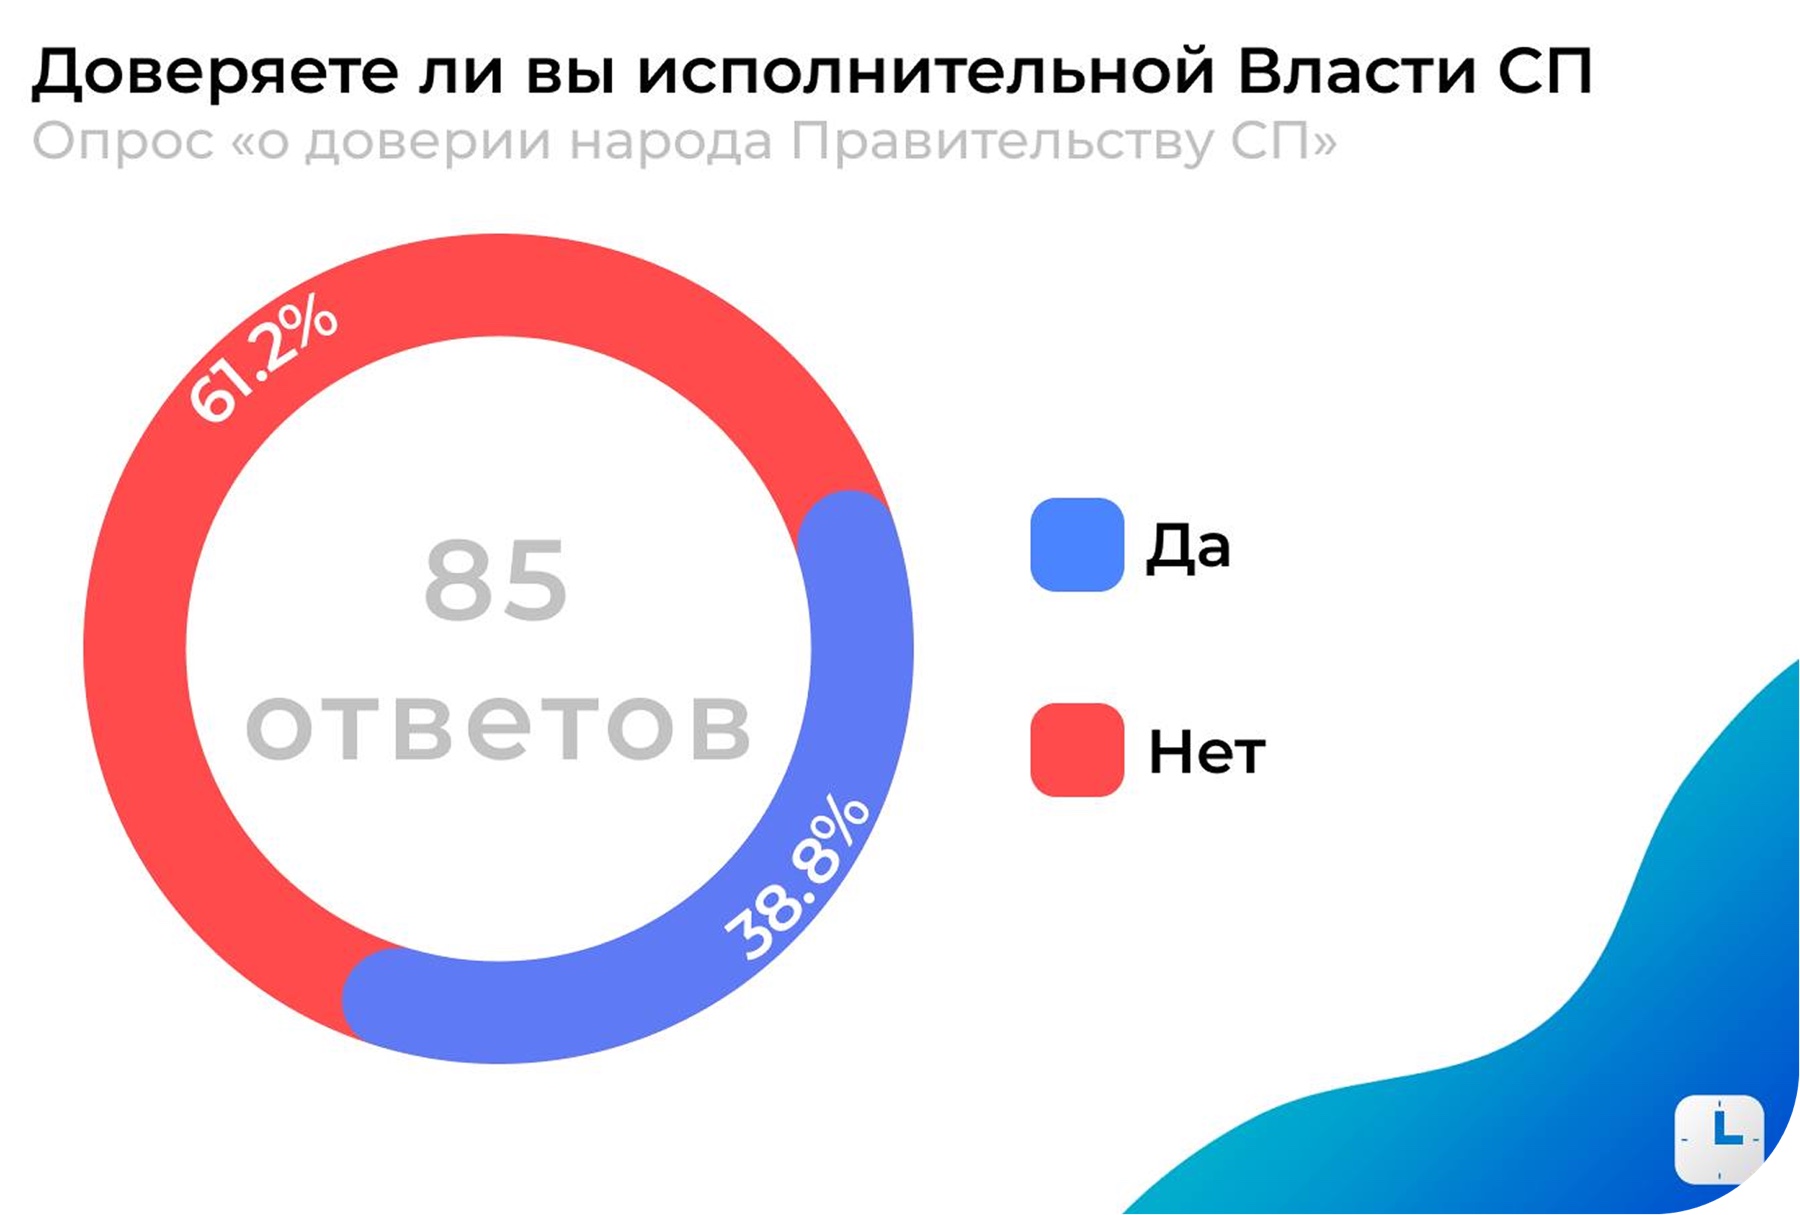 Доверяете ли вы исполнительной Власти СП
Опрос «о доверии народа Правительству СП»
61.2%
85
ответов
38.8%
Да
Нет